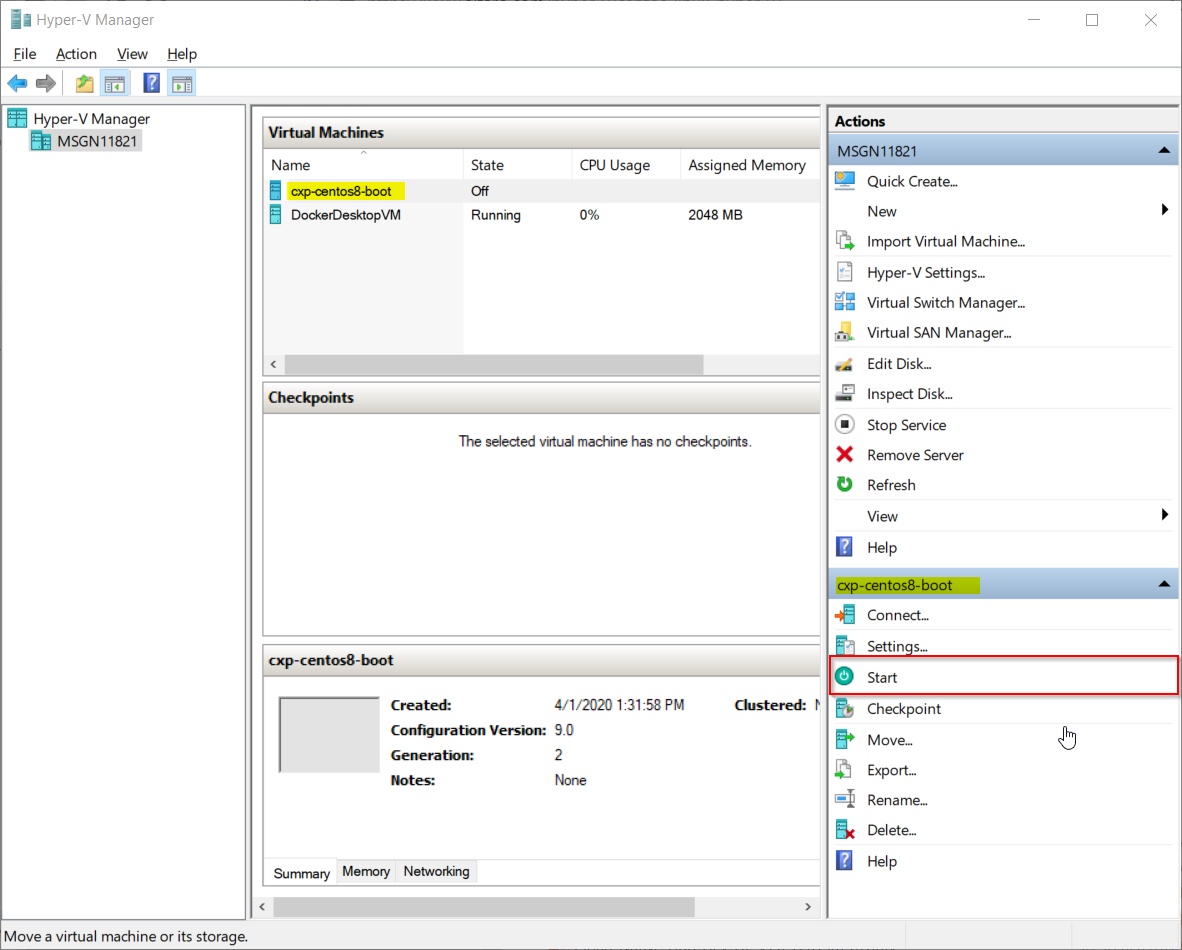 Hyper-V Manager
File Action View Help
Hyper-V Manager
MSGN11821
Virtual Machines
Name State CPU Usage Assigned Memory
cxp-centos8-boot Off
DockerDesktopVM Running 0% 2048 MB
Checkpoints
The selected virtual machine has no checkpoints.
cxp-centos8-boot
Created: 4/1/2020 1:31:58 PM Clustered:
Configuration Version: 9.0
Generation: 2
Notes: None
Summary Memory Networking
Actions
MSGN11821
Quick Create...
New
Import Virtual Machine...
Hyper-V Settings...
Virtual Switch Manager...
Virtual SAN Manager...
Edit Disk...
Inspect Disk...
Stop Service
Remove Server
Refresh
View
Help
cxp-centos8-boot
Connect...
Settings...
Start
Checkpoint
Move...
Export...
Rename...
Delete...
Help
Move a virtual machine or its storage.